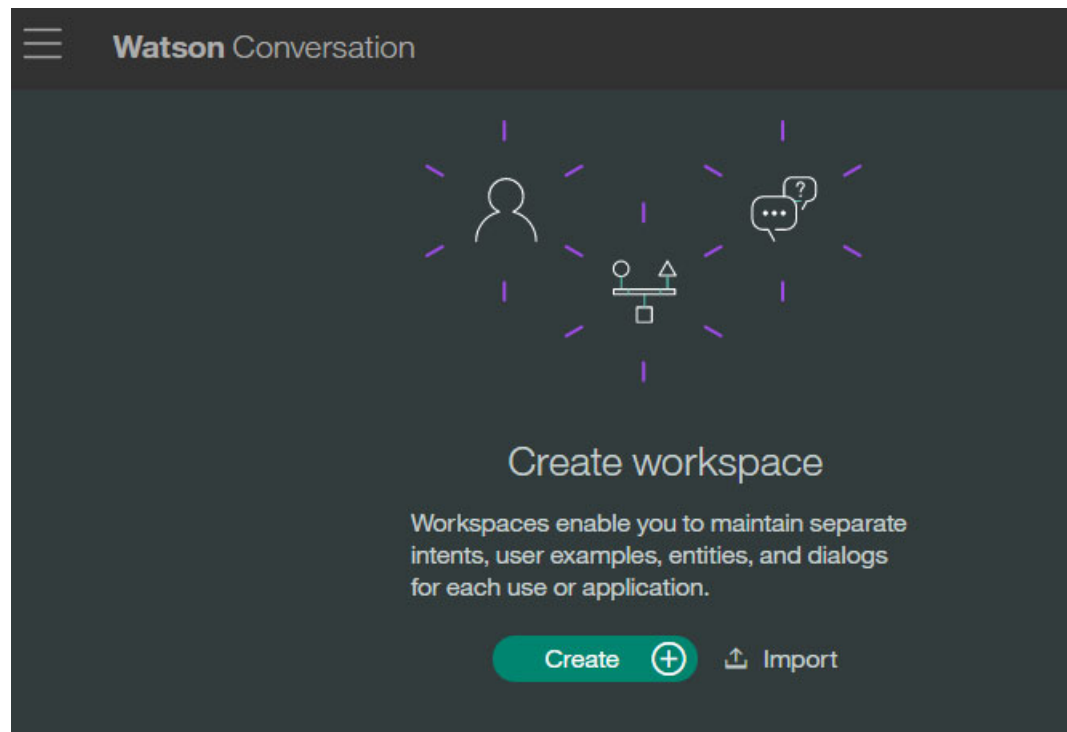 Watson Conversation
?
Create workspace
Workspaces enable you to maintain separate
intents, user examples, entities, and dialogs
for each use or application.
Create
Import